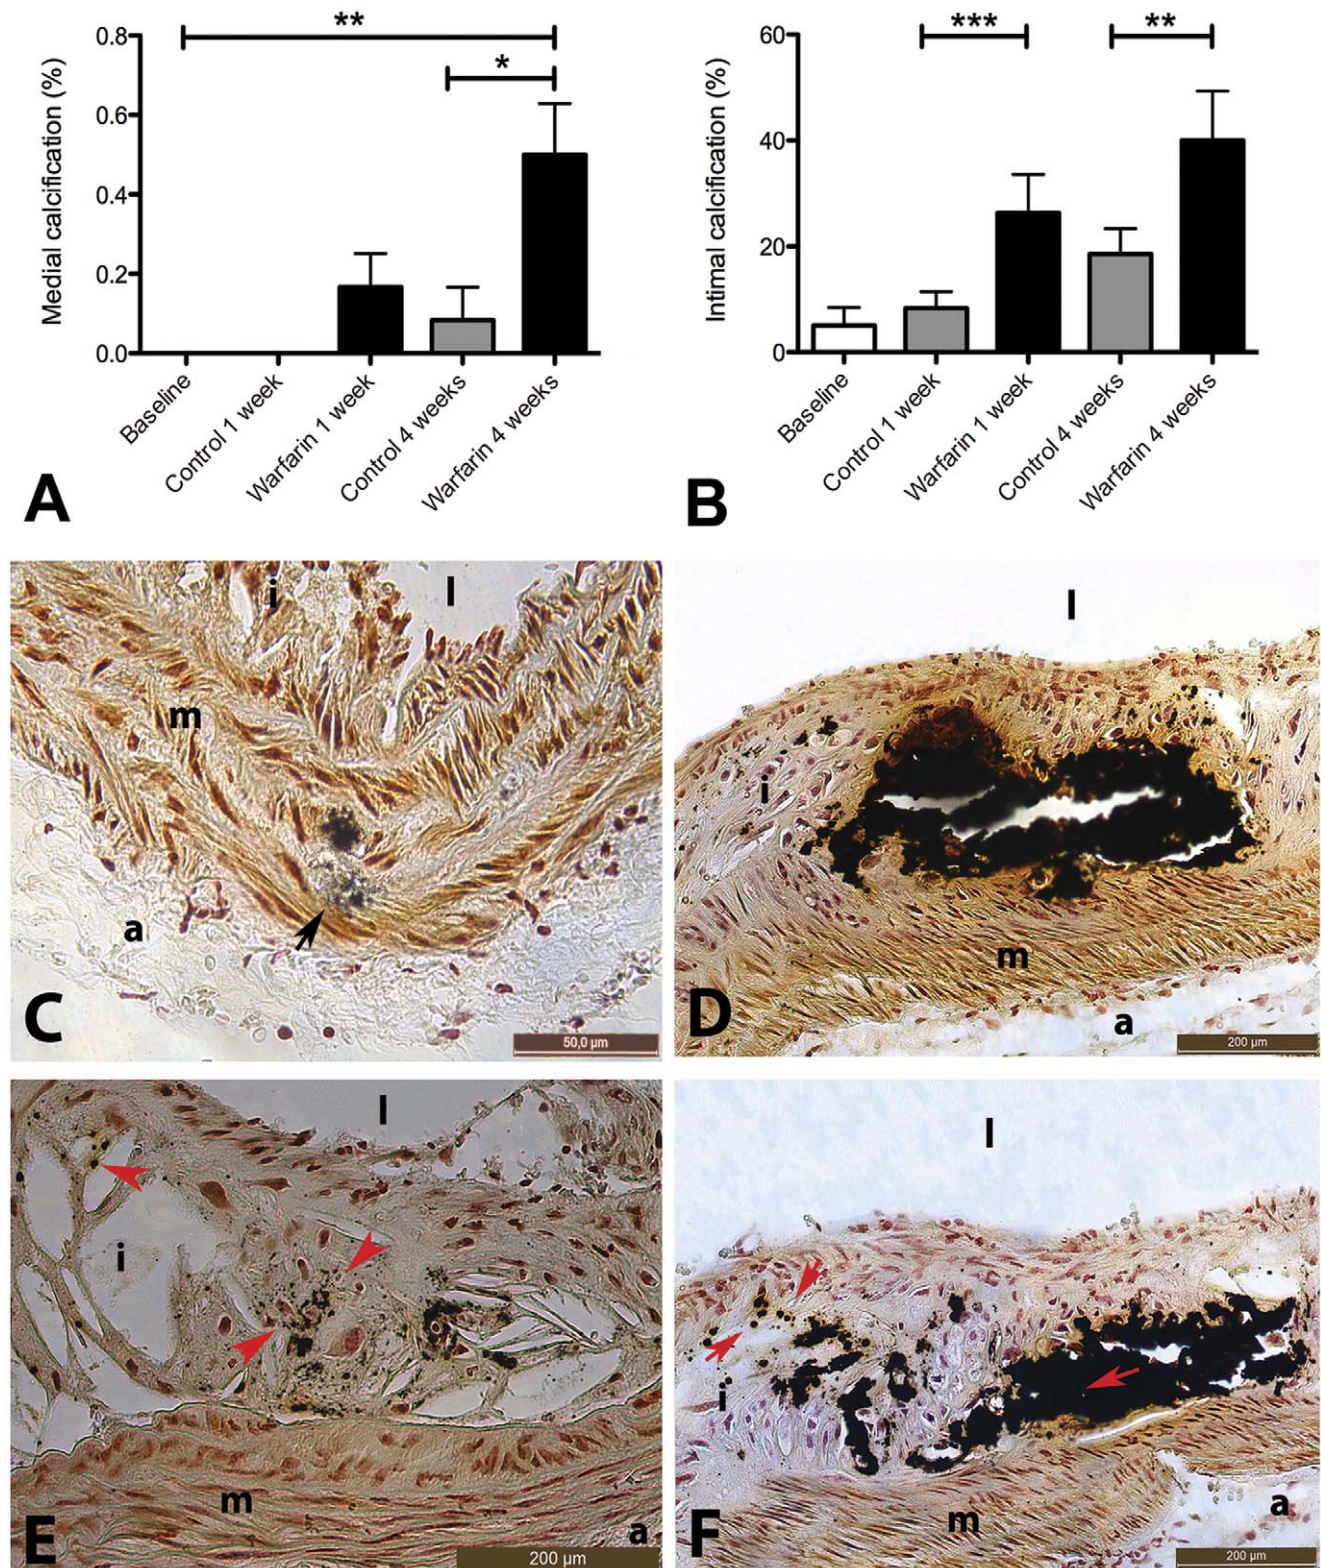 **
*
0.8
0.6
0.4
0.2
0.0
Medial calcification (%)
Baseline
Control 1 week
Warfarin 1 week
Control 4 weeks
Warfarin 4 weeks
A
***
**
60
40
20
0
Intimal calcification (%)
Baseline
Control 1 week
Warfarin 1 week
Control 4 weeks
Warfarin 4 weeks
B
i
l
m
a
C
50,0 µm
l
i
m
a
D
200 µm
l
i
m
a
E
200 µm
l
i
m
a
F
200 µm